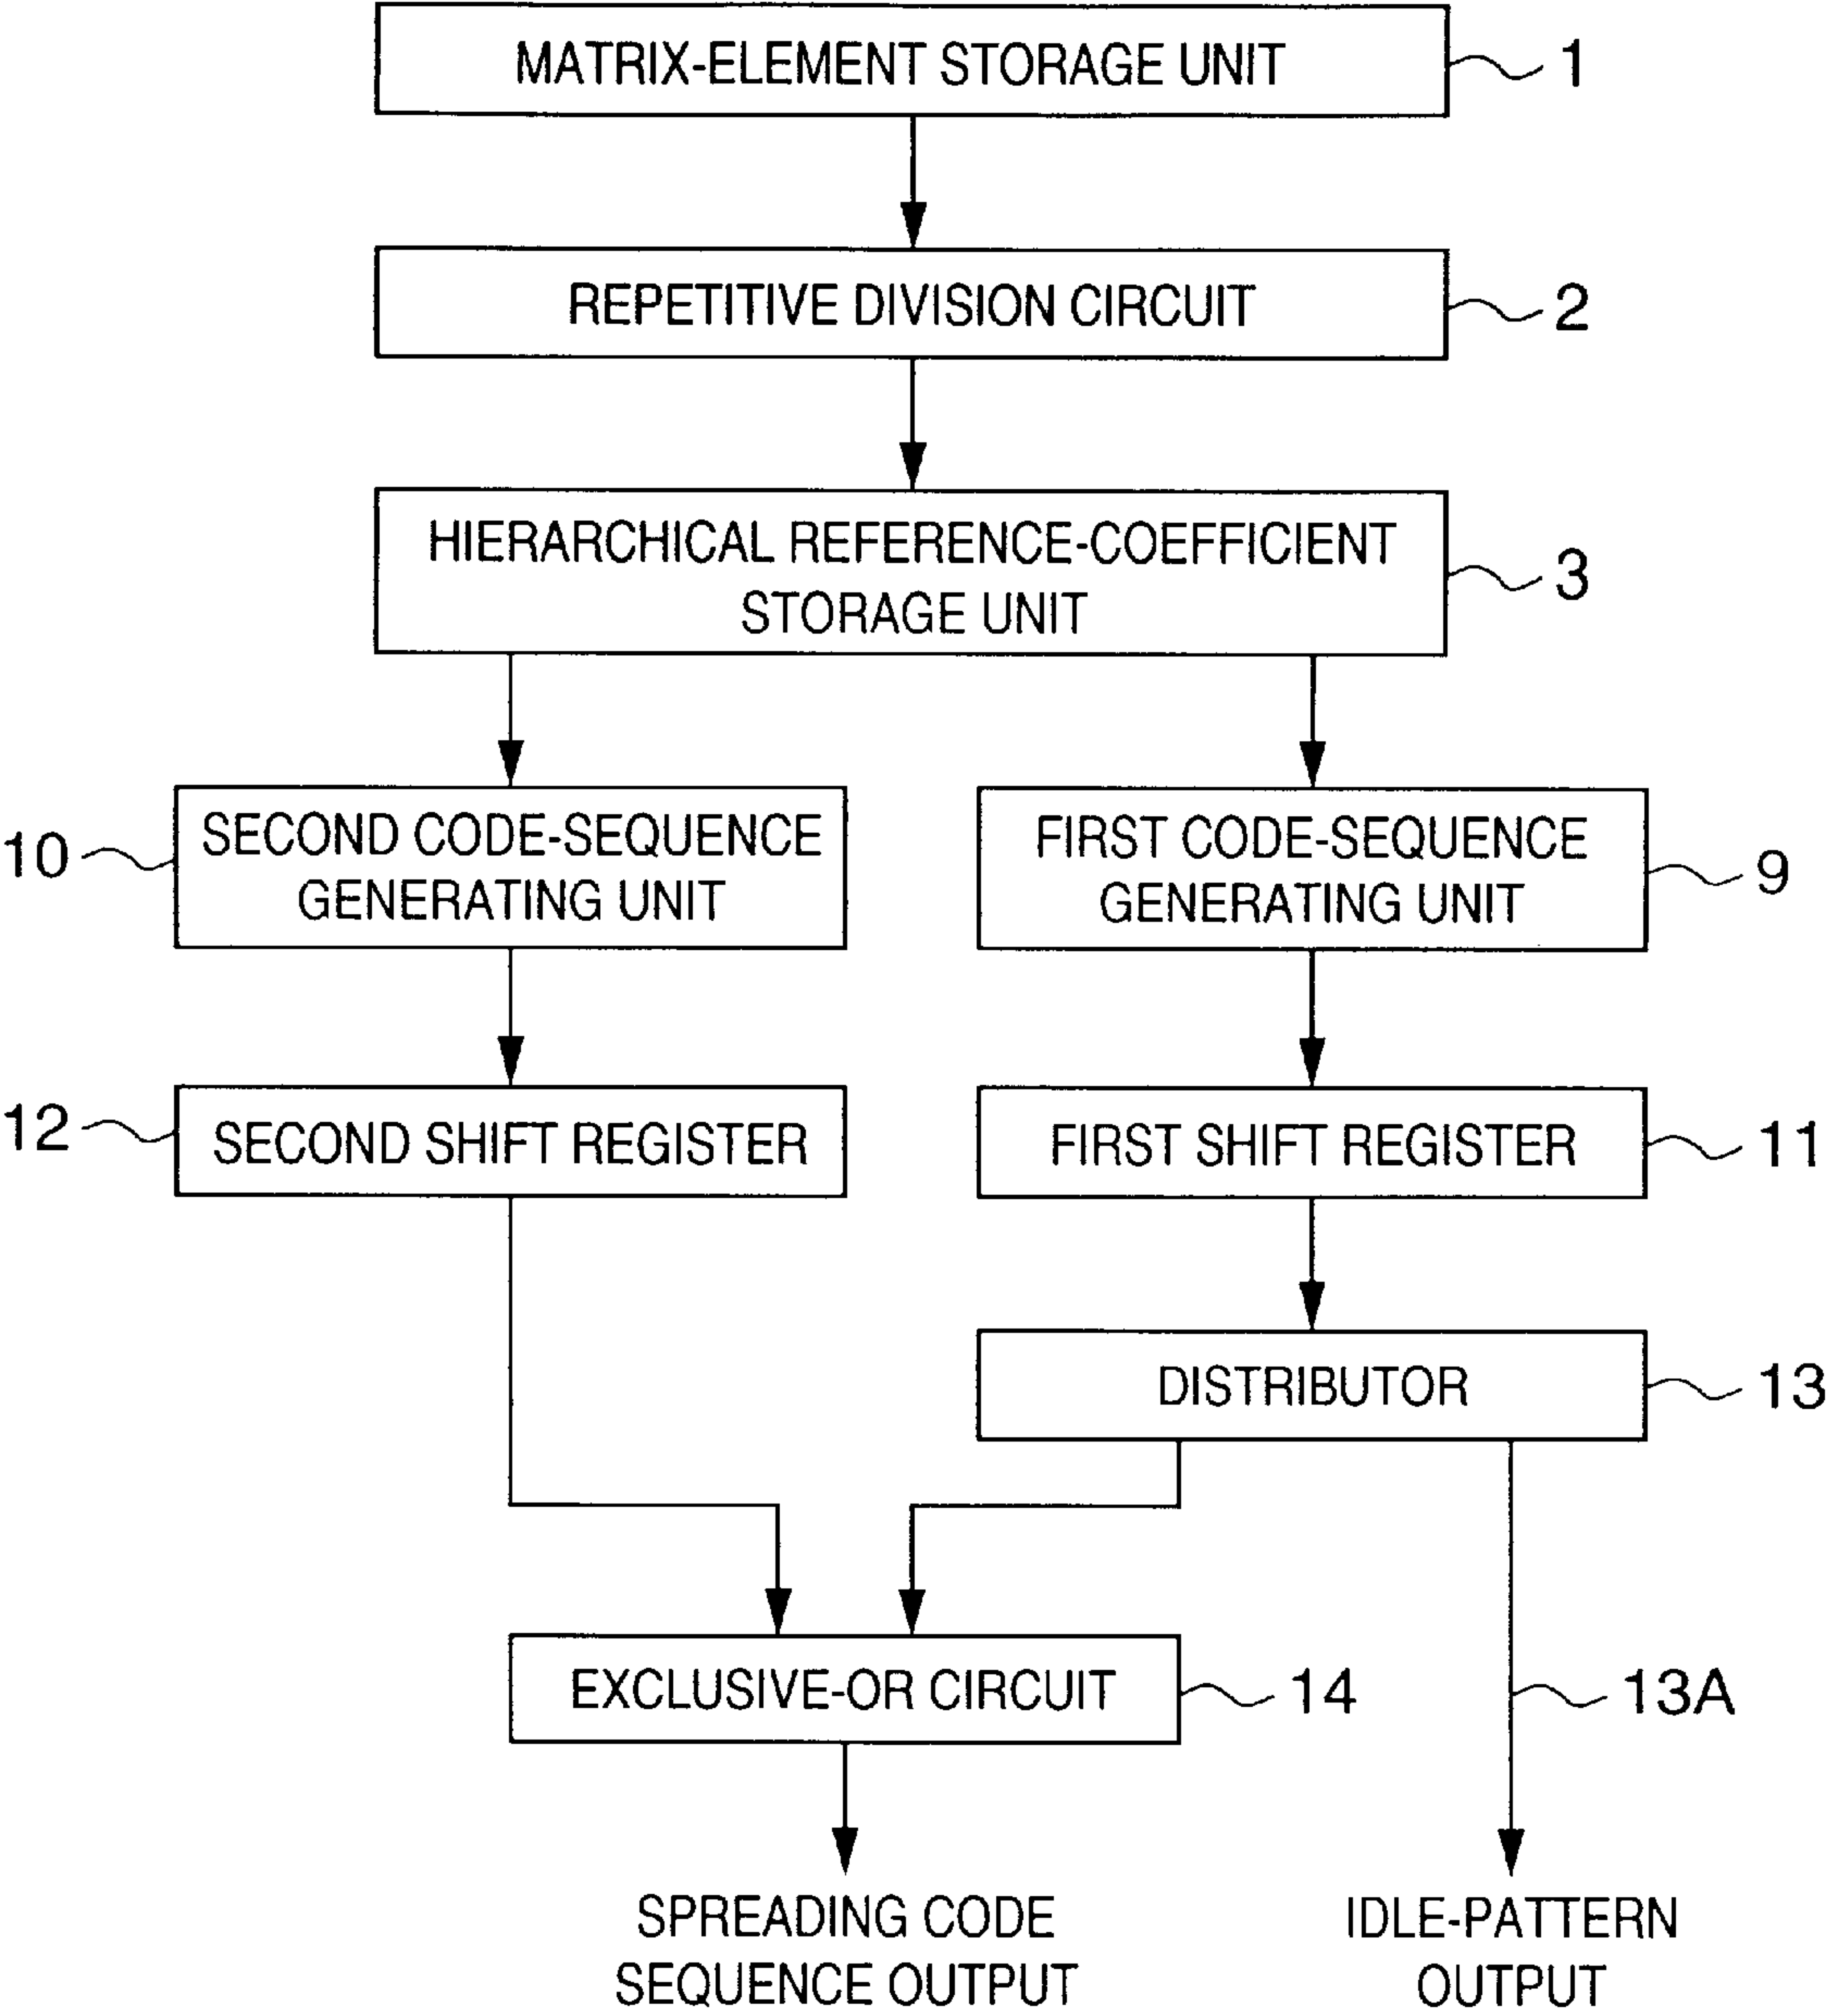 MATRIX-ELEMENT STORAGE UNIT
1
REPETITIVE DIVISION CIRCUIT
2
HIERARCHICAL REFERENCE-COEFFICIENT
STORAGE UNIT
3
10
SECOND CODE-SEQUENCE
GENERATING UNIT
FIRST CODE-SEQUENCE
GENERATING UNIT
9
12
SECOND SHIFT REGISTER
FIRST SHIFT REGISTER
11
DISTRIBUTOR
13
EXCLUSIVE-OR CIRCUIT
14
13A
SPREADING CODE
SEQUENCE OUTPUT
IDLE-PATTERN
OUTPUT